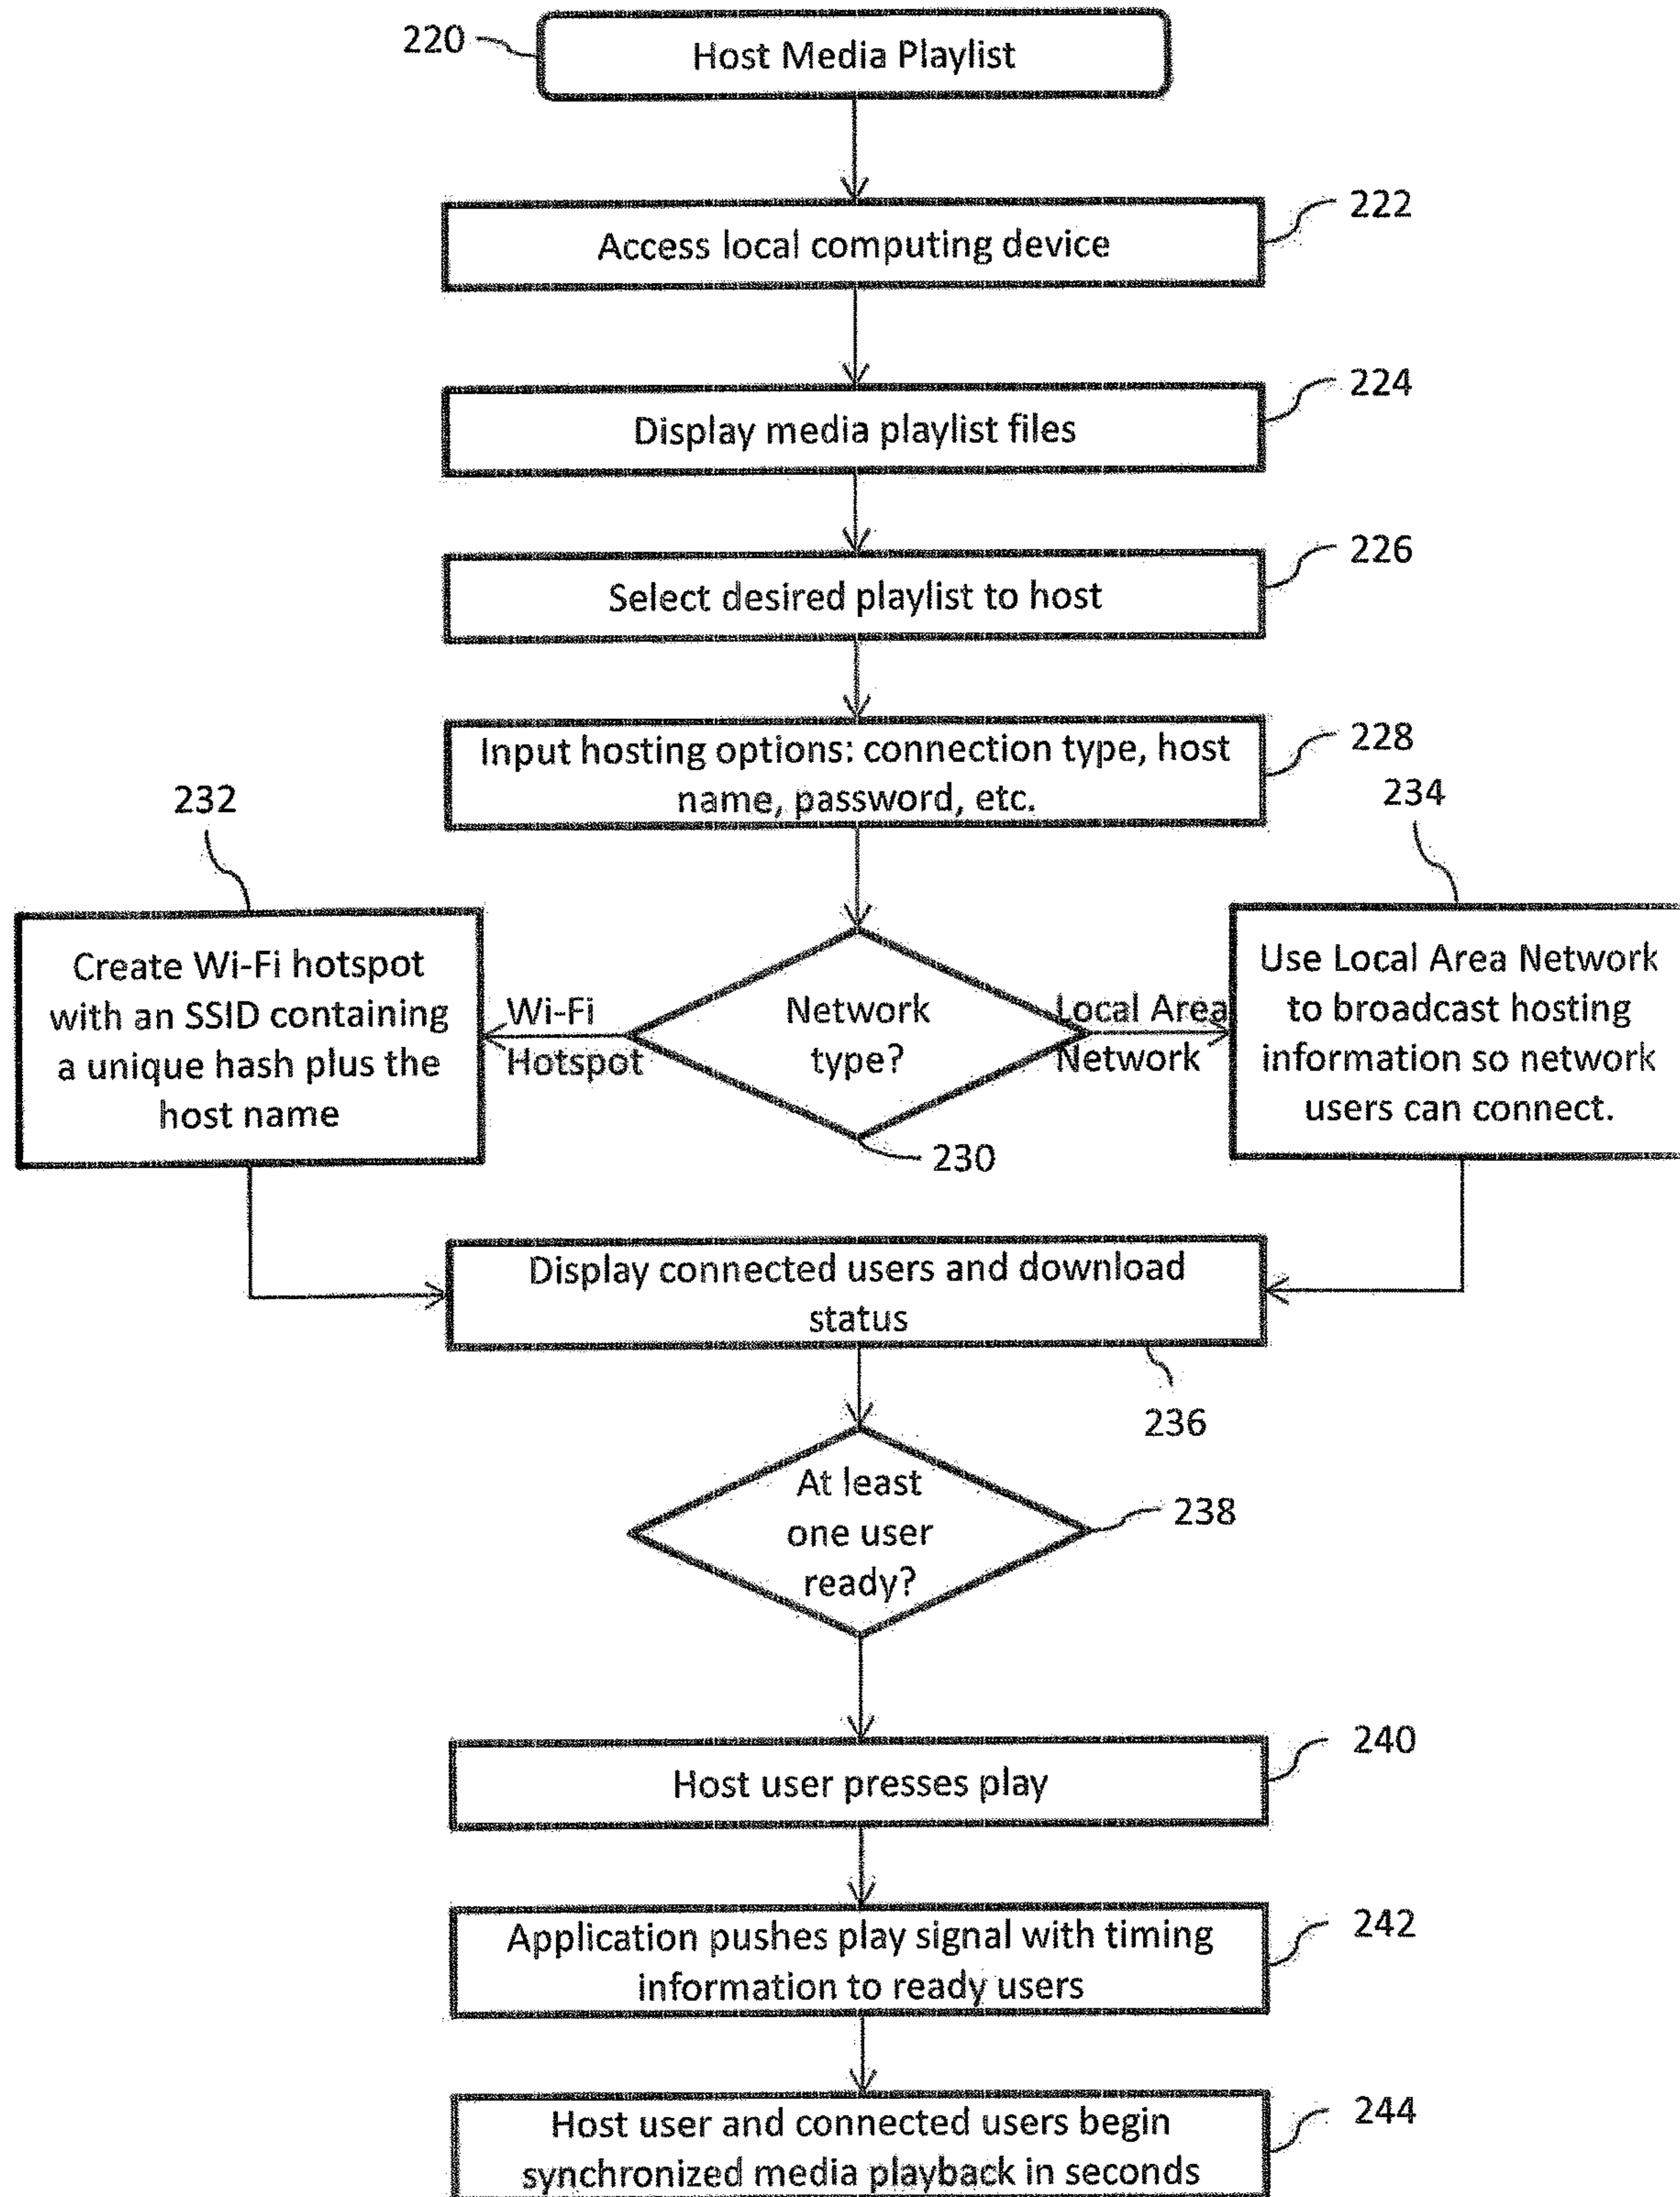 220
Host Media Playlist
222
Access local computing device
224
Display media playlist files
226
Select desired playlist to host
228
Input hosting options: connection type, host
name, password, etc.
232
234
Create Wi-Fi hotspot
with an SSID containing
a unique hash plus the
host name
Wi-Fi
Hotspot
Network
type?
Local Area
Network
Use Local Area Network
to broadcast hosting
information so network
users can connect.
230
Display connected users and download
status
236
At least
one user
ready?
238
240
Host user presses play
242
Application pushes play signal with timing
information to ready users
244
Host user and connected users begin
synchronized media playback in seconds